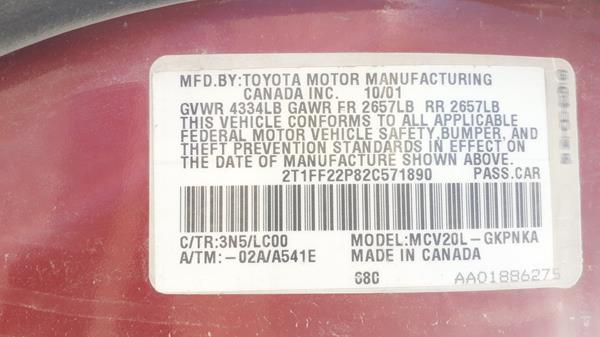 MFD.BY:TOYOTA MOTOR MANUFACTURING
CANADA INC. 10/01
GVWR 4334LB GAWR FR 2657LB RR 2657LB
THIS VEHICLE CONFORMS TO ALL APPLICABLE
FEDERAL MOTOR VEHICLE SAFETY,BUMPER, AND
THEFT PREVENTION STANDARDS IN EFFECT ON
THE DATE OF MANUFACTURE SHOWN ABOVE.
2T1FF22P82C571890 PASS.CAR
C/TR:3N5/LC00 MODEL:MCV20L-GKPNKA
A/TM:-02A/A541E MADE IN CANADA
68C AA01886275